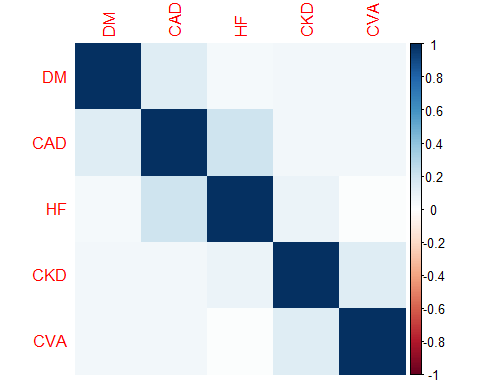 DM CAD HF CKD CVA
DM
CAD
HF
CKD
CVA
1
0.8
0.6
0.4
0.2
0
-0.2
-0.4
-0.6
-0.8
-1